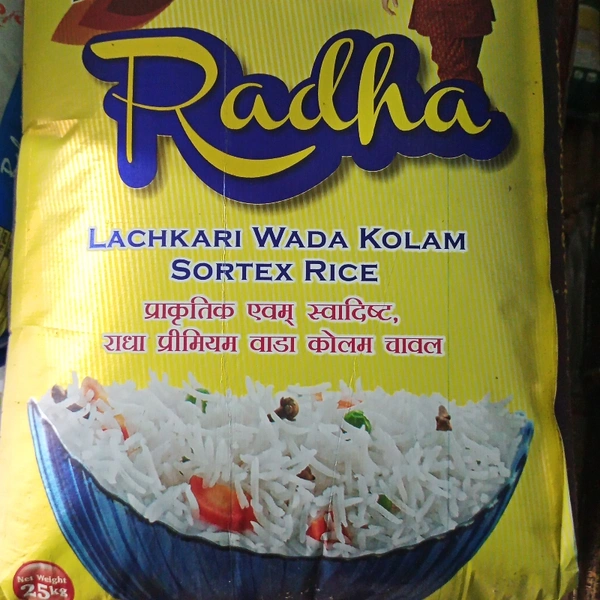 Radha
LACHKARI WADA KOLAM
SORTEX RICE
प्राकृतिक एवम् स्वादिष्ट,
राधा प्रीमियम वाडा कोलम चावल
Net Weight
25kg